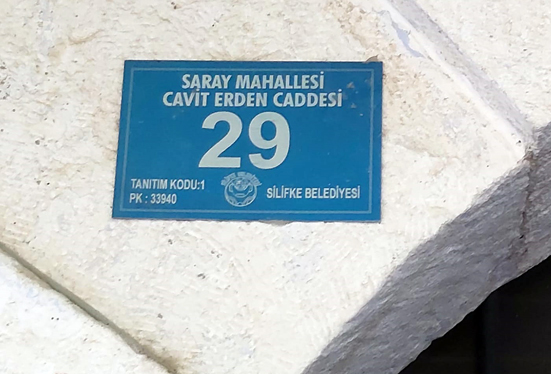 SARAY MAHALLESİ
CAVİT ERDEN CADDESİ
29
TANITIM KODU:1
PK : 33940
SİLİFKE BELEDİYESİ